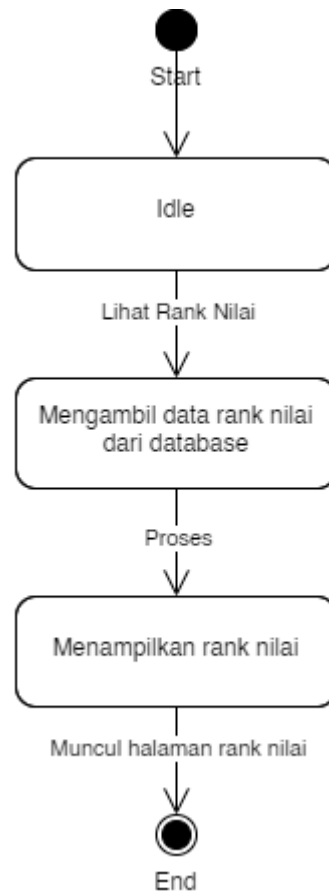 Start
Idle
Lihat Rank Nilai
Mengambil data rank nilai
dari database
Proses
Menampilkan rank nilai
Muncul halaman rank nilai
End